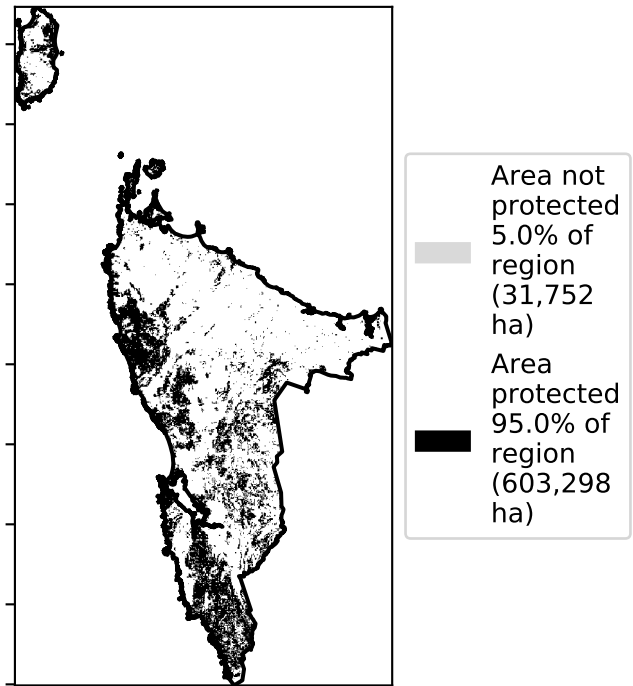 Area not
protected
5.0% of
region
(31,752
ha)
Area
protected
95.0% of
region
(603,298
ha)